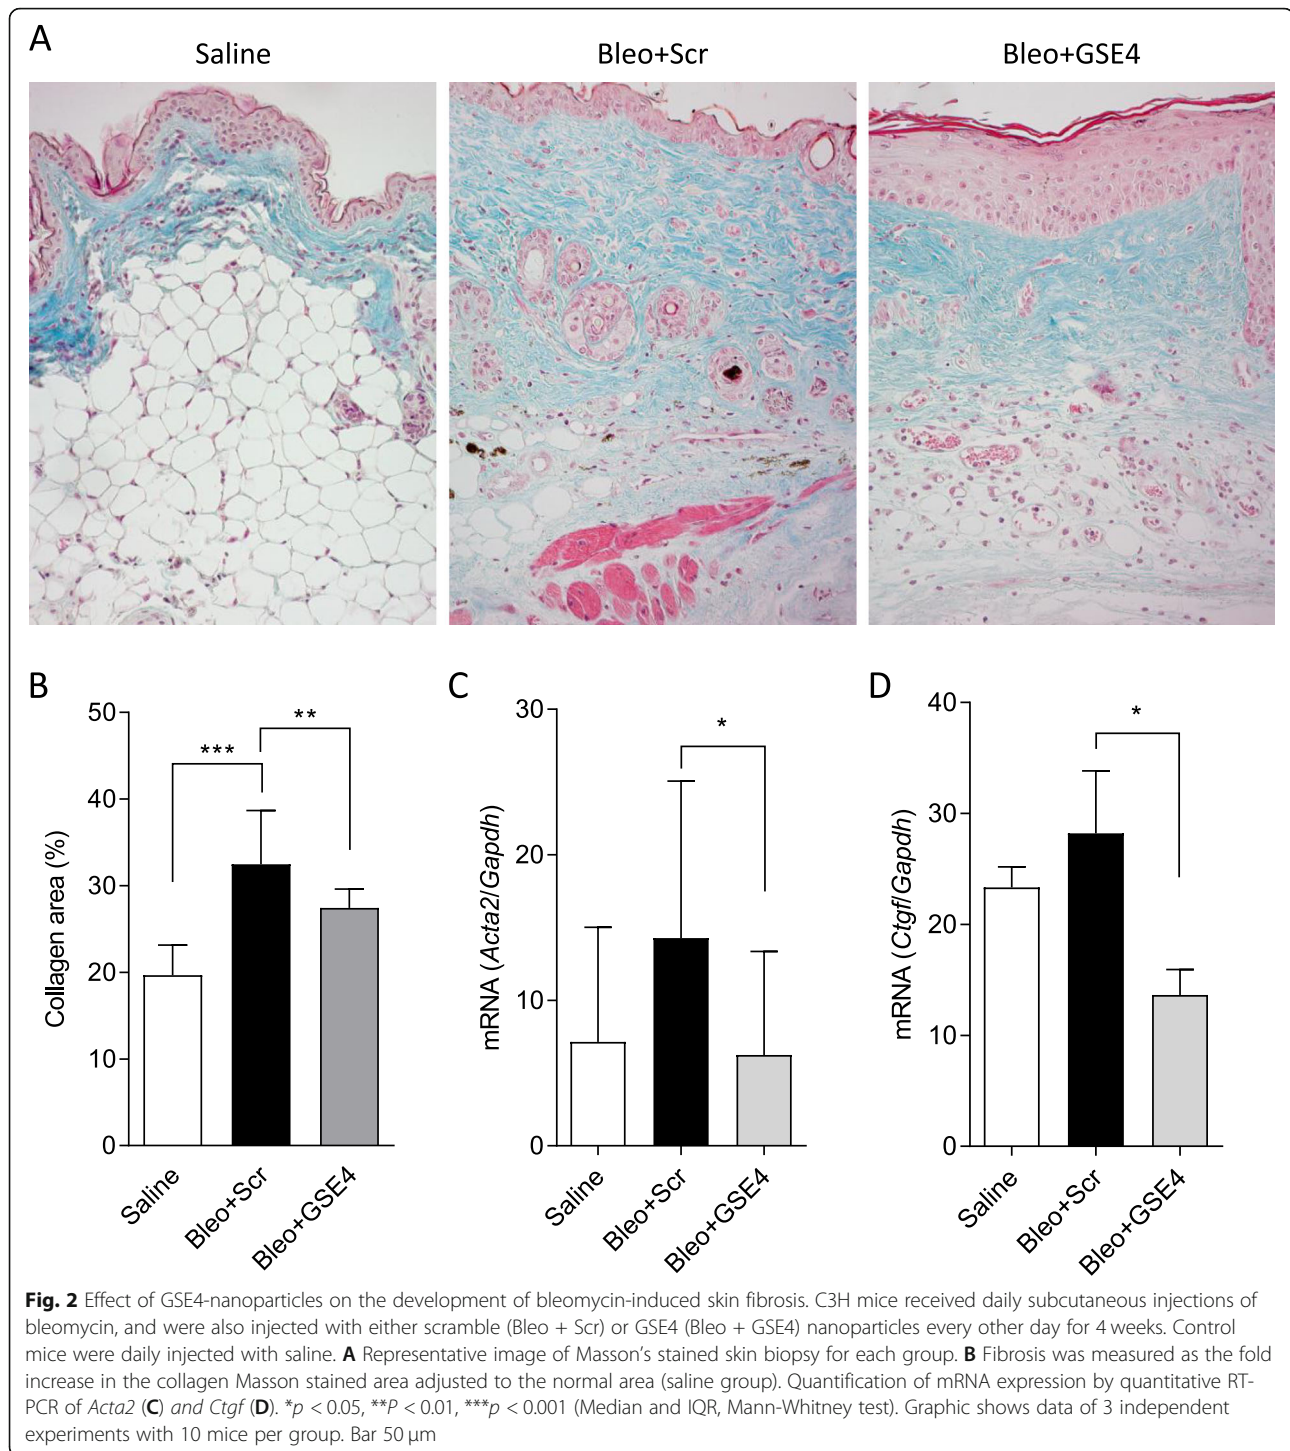 A
Saline
Bleo+Scr
Bleo+GSE4
B
Collagen area (%)
50
40
30
20
10
0
***
**
Saline
Bleo+Scr
Bleo+GSE4
C
mRNA (Acta2/Gapdh)
30
20
10
0
*
Saline
Bleo+Scr
Bleo+GSE4
D
mRNA (Ctgf/Gapdh)
40
30
20
10
0
*
Saline
Bleo+Scr
Bleo+GSE4
Fig. 2 Effect of GSE4-nanoparticles on the development of bleomycin-induced skin fibrosis. C3H mice received daily subcutaneous injections of
bleomycin, and were also injected with either scramble (Bleo + Scr) or GSE4 (Bleo + GSE4) nanoparticles every other day for 4 weeks. Control
mice were daily injected with saline. A Representative image of Masson's stained skin biopsy for each group. B Fibrosis was measured as the fold
increase in the collagen Masson stained area adjusted to the normal area (saline group). Quantification of mRNA expression by quantitative RT-
PCR of Acta2 (C) and Ctgf (D). *p < 0.05, **P < 0.01, ***p < 0.001 (Median and IQR, Mann-Whitney test). Graphic shows data of 3 independent
experiments with 10 mice per group. Bar 50 μm